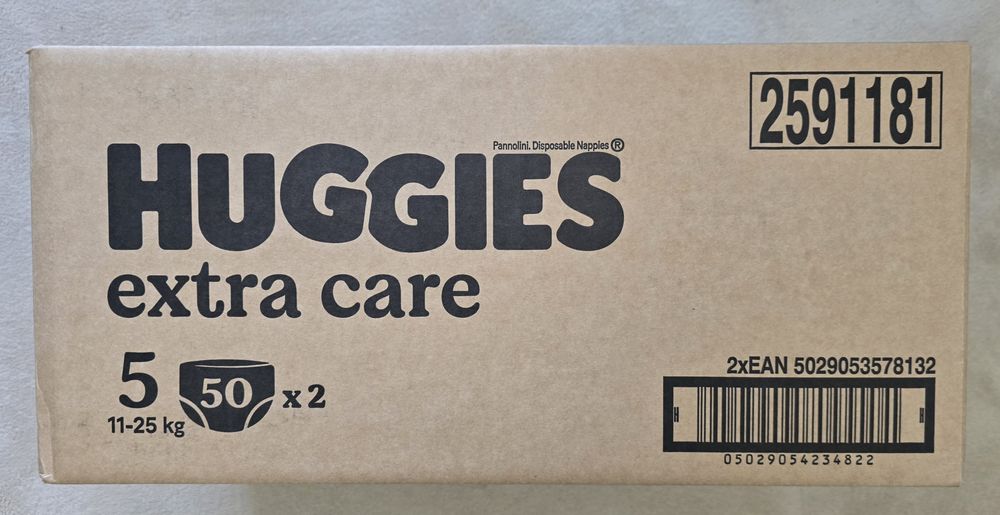 2591181
Pannolini. Disposable Nappies ®
HUGGIES
extra care
5
50 x 2
11-25 kg
2xEAN 5029053578132
H H
05029054234822